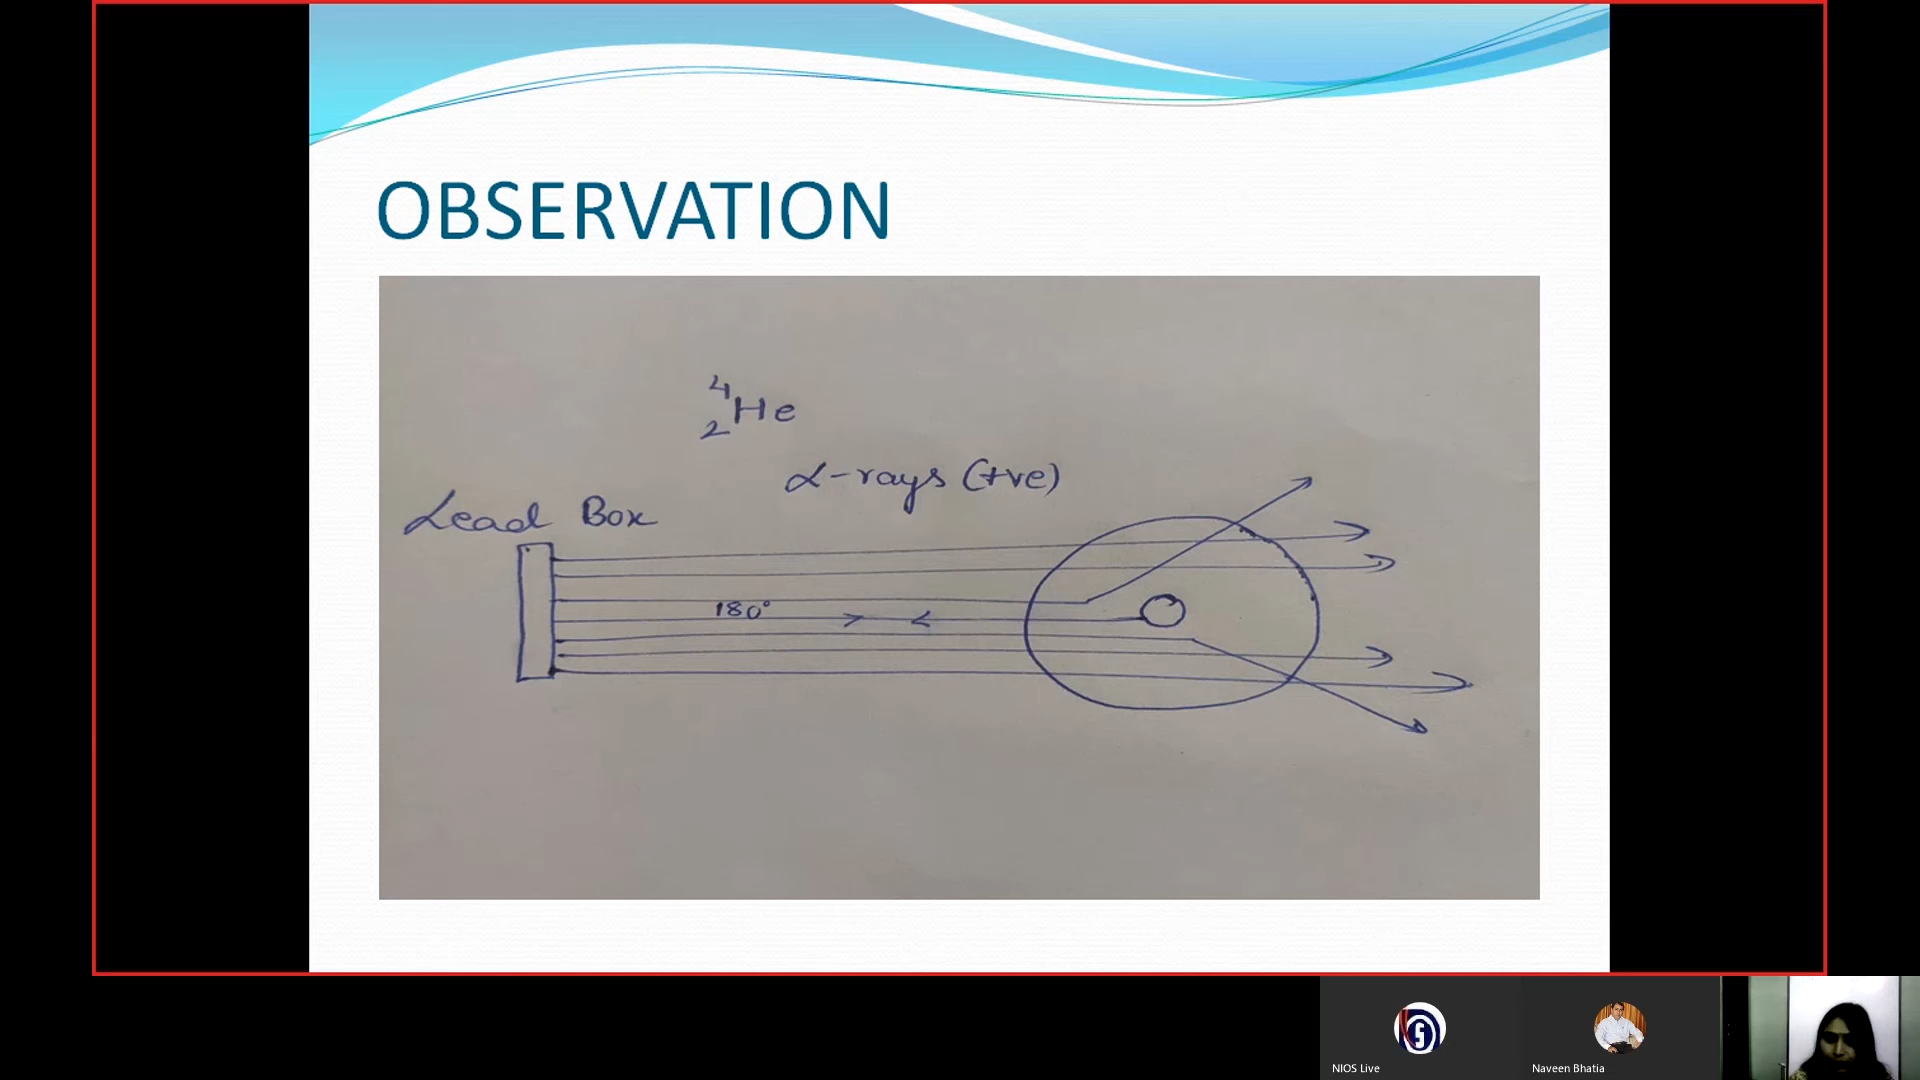 OBSERVATION
4
2He
α-rays (+ve)
Lead Box
180°
NIOS Live
Naveen Bhatia